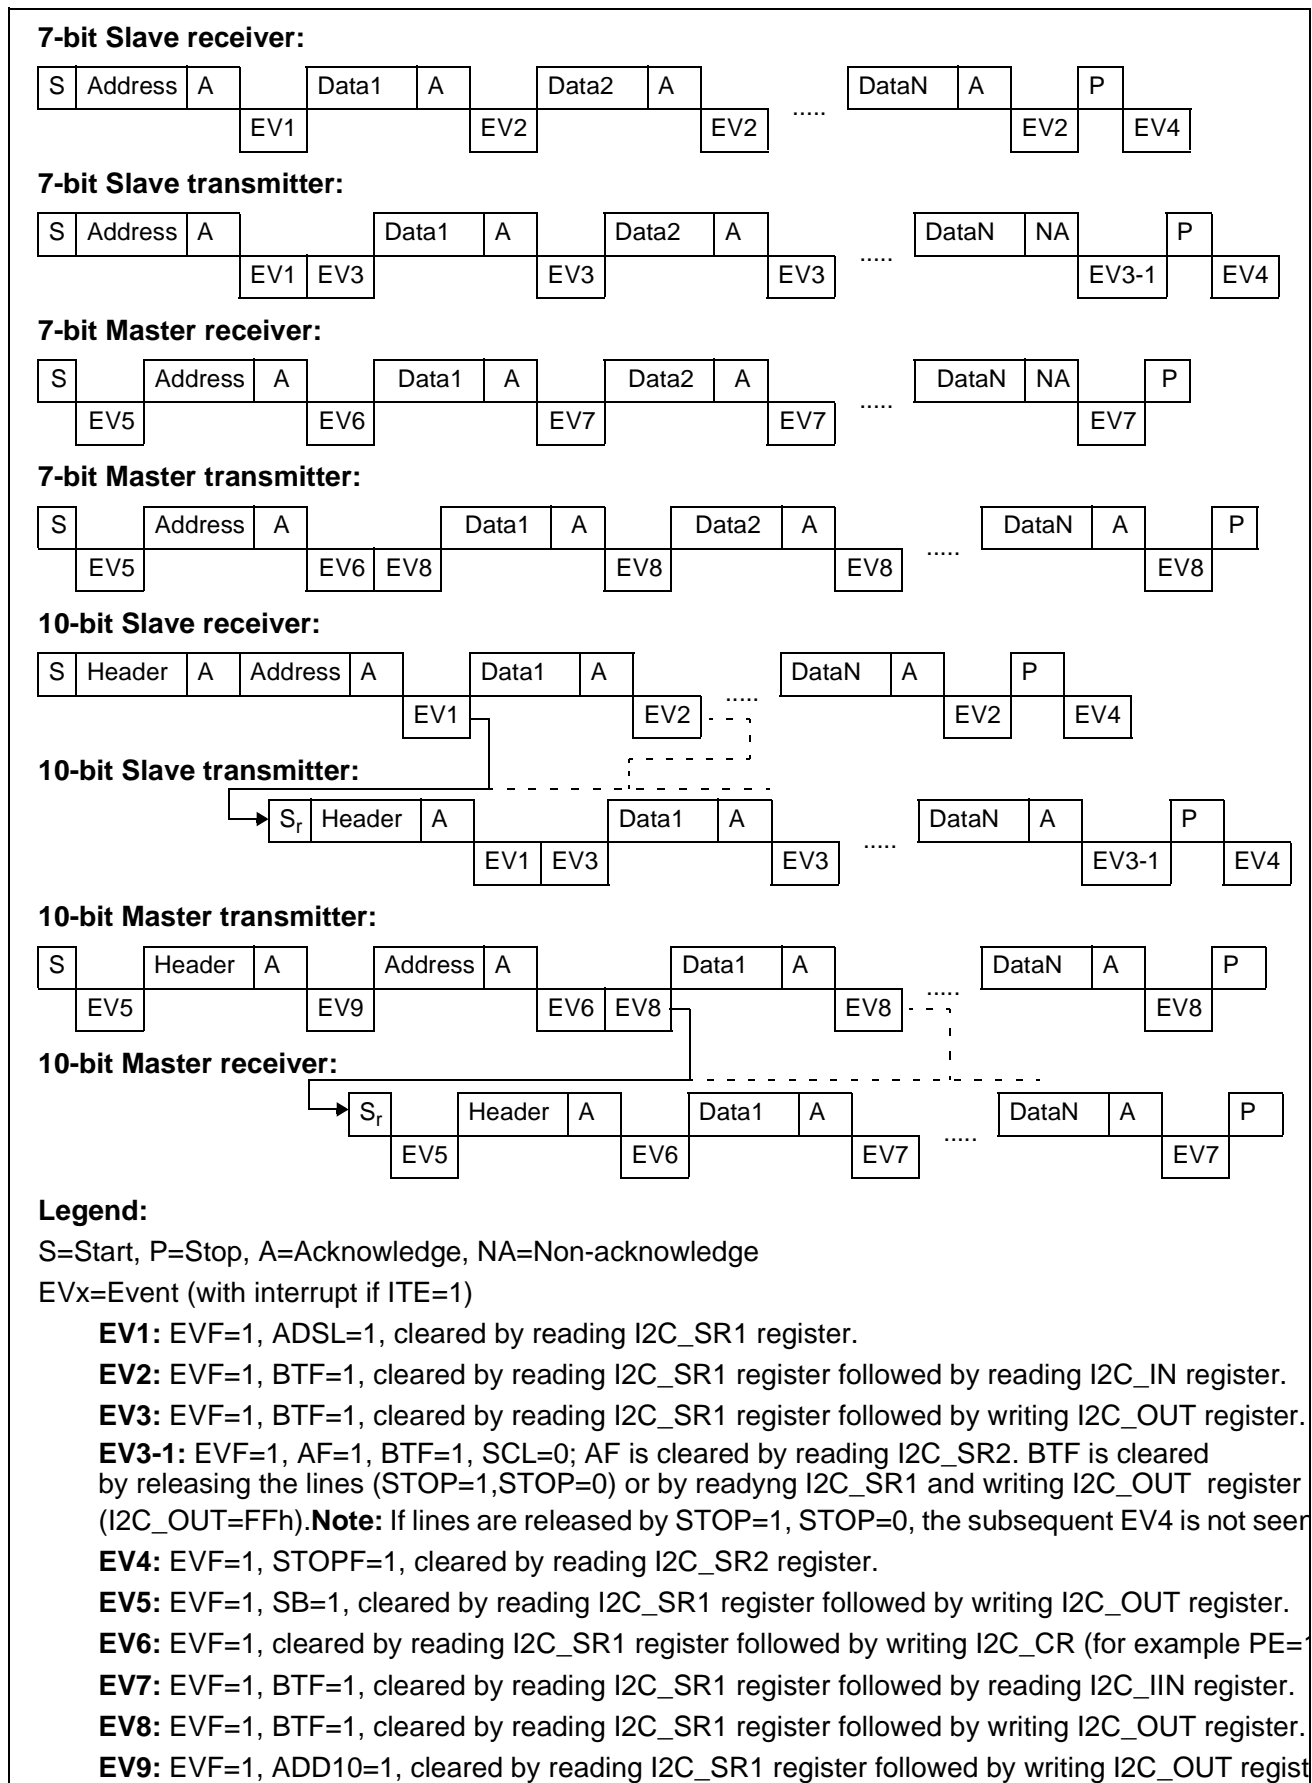 7-bit Slave receiver:
S Address A Data1 A Data2 A ..... DataN A P
EV1 EV2 EV2 EV2 EV4
7-bit Slave transmitter:
S Address A Data1 A Data2 A ..... DataN NA P
EV1 EV3 EV3 EV3 EV3-1 EV4
7-bit Master receiver:
S Address A Data1 A Data2 A ..... DataN NA P
EV5 EV6 EV7 EV7 EV7
7-bit Master transmitter:
S Address A Data1 A Data2 A ..... DataN A P
EV5 EV6 EV8 EV8 EV8 EV8
10-bit Slave receiver:
S Header A Address A Data1 A ..... DataN A P
EV1 EV2 EV2 EV4
10-bit Slave transmitter:
Sr Header A Data1 A ..... DataN A P
EV1 EV3 EV3 EV3-1 EV4
10-bit Master transmitter:
S Header A Address A Data1 A ..... DataN A P
EV5 EV9 EV6 EV8 EV8 EV8
10-bit Master receiver:
Sr Header A Data1 A ..... DataN A P
EV5 EV6 EV7 EV7
Legend:
S=Start, P=Stop, A=Acknowledge, NA=Non-acknowledge
EVx=Event (with interrupt if ITE=1)
EV1: EVF=1, ADSL=1, cleared by reading I2C_SR1 register.
EV2: EVF=1, BTF=1, cleared by reading I2C_SR1 register followed by reading I2C_IN register.
EV3: EVF=1, BTF=1, cleared by reading I2C_SR1 register followed by writing I2C_OUT register.
EV3-1: EVF=1, AF=1, BTF=1, SCL=0; AF is cleared by reading I2C_SR2. BTF is cleared
by releasing the lines (STOP=1,STOP=0) or by readyng I2C_SR1 and writing I2C_OUT register
(I2C_OUT=FFh).Note: If lines are released by STOP=1, STOP=0, the subsequent EV4 is not seen
EV4: EVF=1, STOPF=1, cleared by reading I2C_SR2 register.
EV5: EVF=1, SB=1, cleared by reading I2C_SR1 register followed by writing I2C_OUT register.
EV6: EVF=1, cleared by reading I2C_SR1 register followed by writing I2C_CR (for example PE=1
EV7: EVF=1, BTF=1, cleared by reading I2C_SR1 register followed by reading I2C_IIN register.
EV8: EVF=1, BTF=1, cleared by reading I2C_SR1 register followed by writing I2C_OUT register.
EV9: EVF=1, ADD10=1, cleared by reading I2C_SR1 register followed by writing I2C_OUT regist